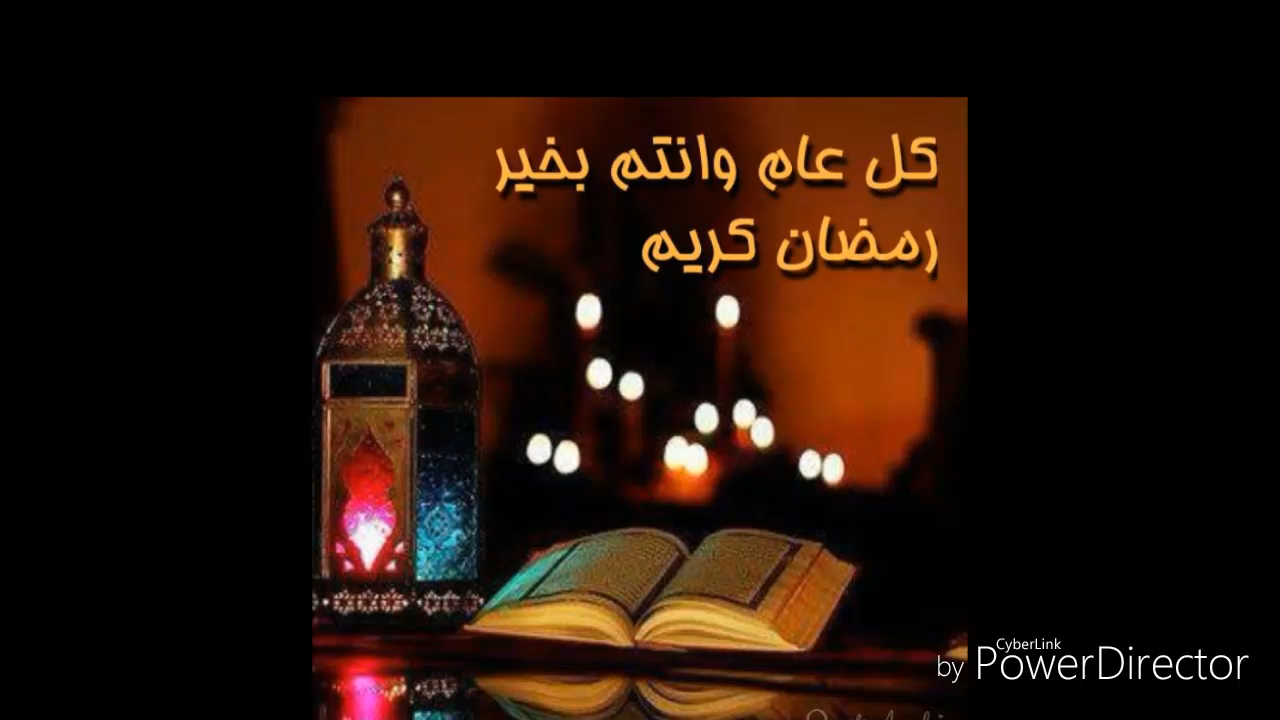 كل عام وانتم بخير
رمضان كريم
CyberLink
by PowerDirector